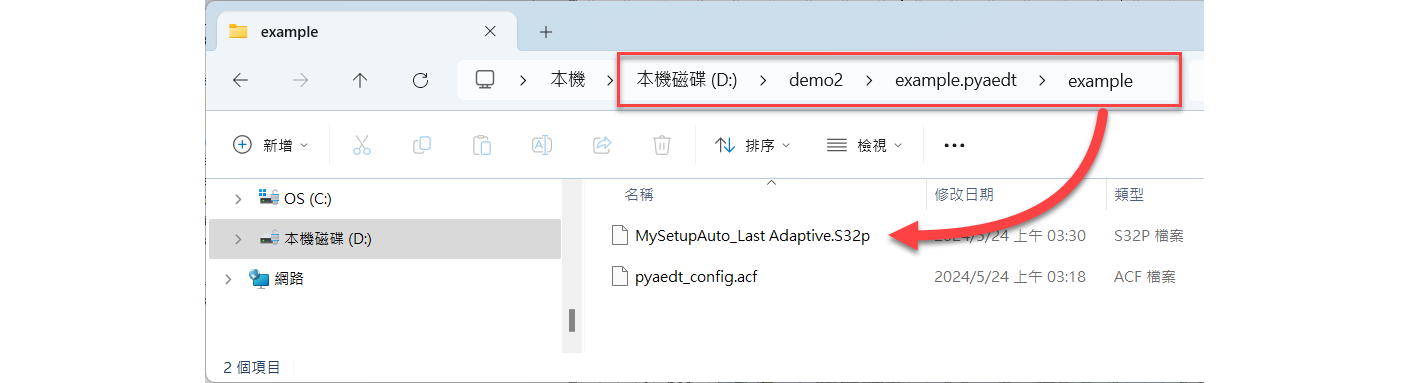 example
本機 本機磁碟 (D:) demo2 example.pyaedt example
新增 排序 檢視
OS (C:)
本機磁碟 (D:)
網路
名稱 修改日期 類型
MySetupAuto_Last Adaptive.S32p 2024/5/24 上午 03:30 S32P 檔案
pyaedt_config.acf 2024/5/24 上午 03:18 ACF 檔案
2 個項目